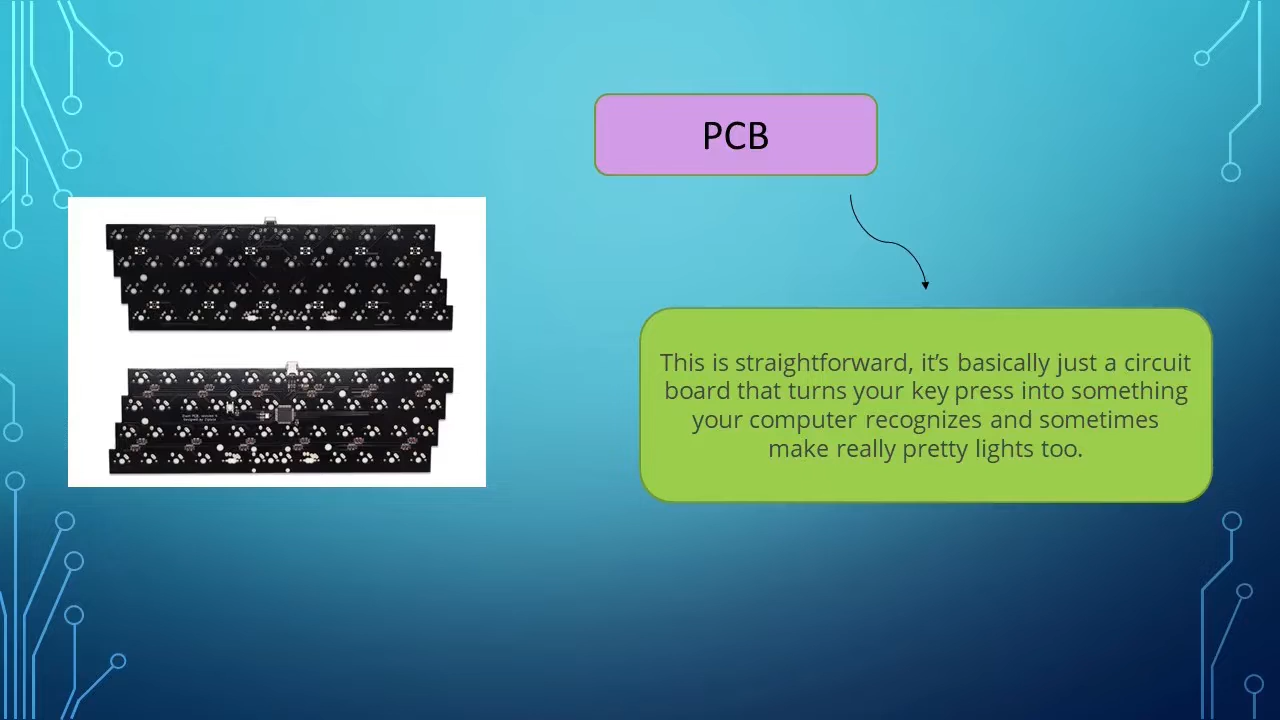 PCB
This is straightforward, it’s basically just a circuit
board that turns your key press into something
your computer recognizes and sometimes
make really pretty lights too.